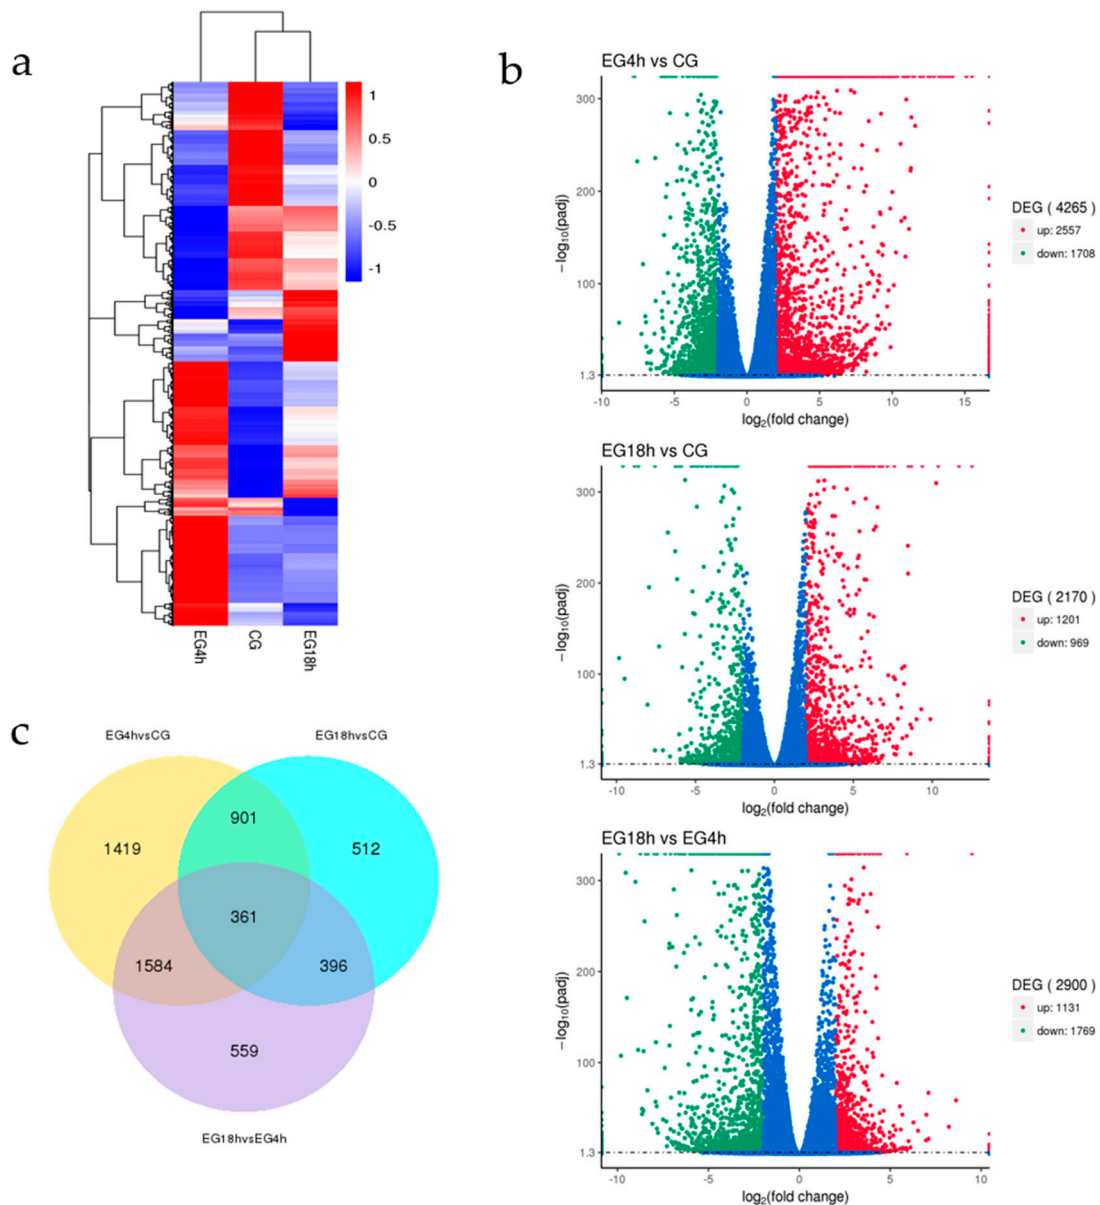 a
1
0.5
0
-0.5
-1
EG4h
CG
EG18h
b
EG4h vs CG
300
200
100
1.3
-10
-5
0
5
10
15
−log10(padj)
log2(fold change)
DEG ( 4265 )
up: 2557
down: 1708
EG18h vs CG
300
200
100
1.3
-10
-5
0
5
10
−log10(padj)
log2(fold change)
DEG ( 2170 )
up: 1201
down: 969
EG18h vs EG4h
300
200
100
1.3
-10
-5
0
5
10
−log10(padj)
log2(fold change)
DEG ( 2900 )
up: 1131
down: 1769
c
EG4hvsCG
EG18hvsCG
901
1419
512
361
1584
396
559
EG18hvsEG4h